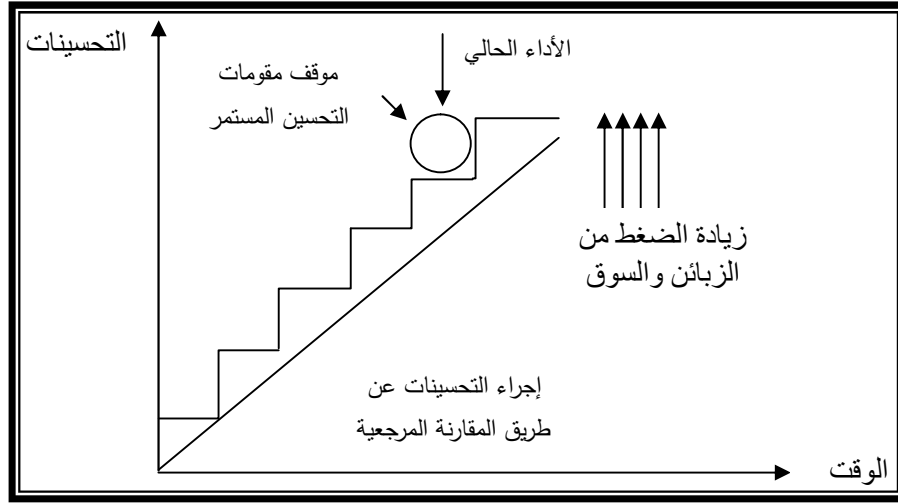 التحسينات
الأداء الحالي
موقف مقومات
التحسين المستمر
زيادة الضغط من
الزبائن والسوق
إجراء التحسينات عن
طريق المقارنة المرجعية
الوقت